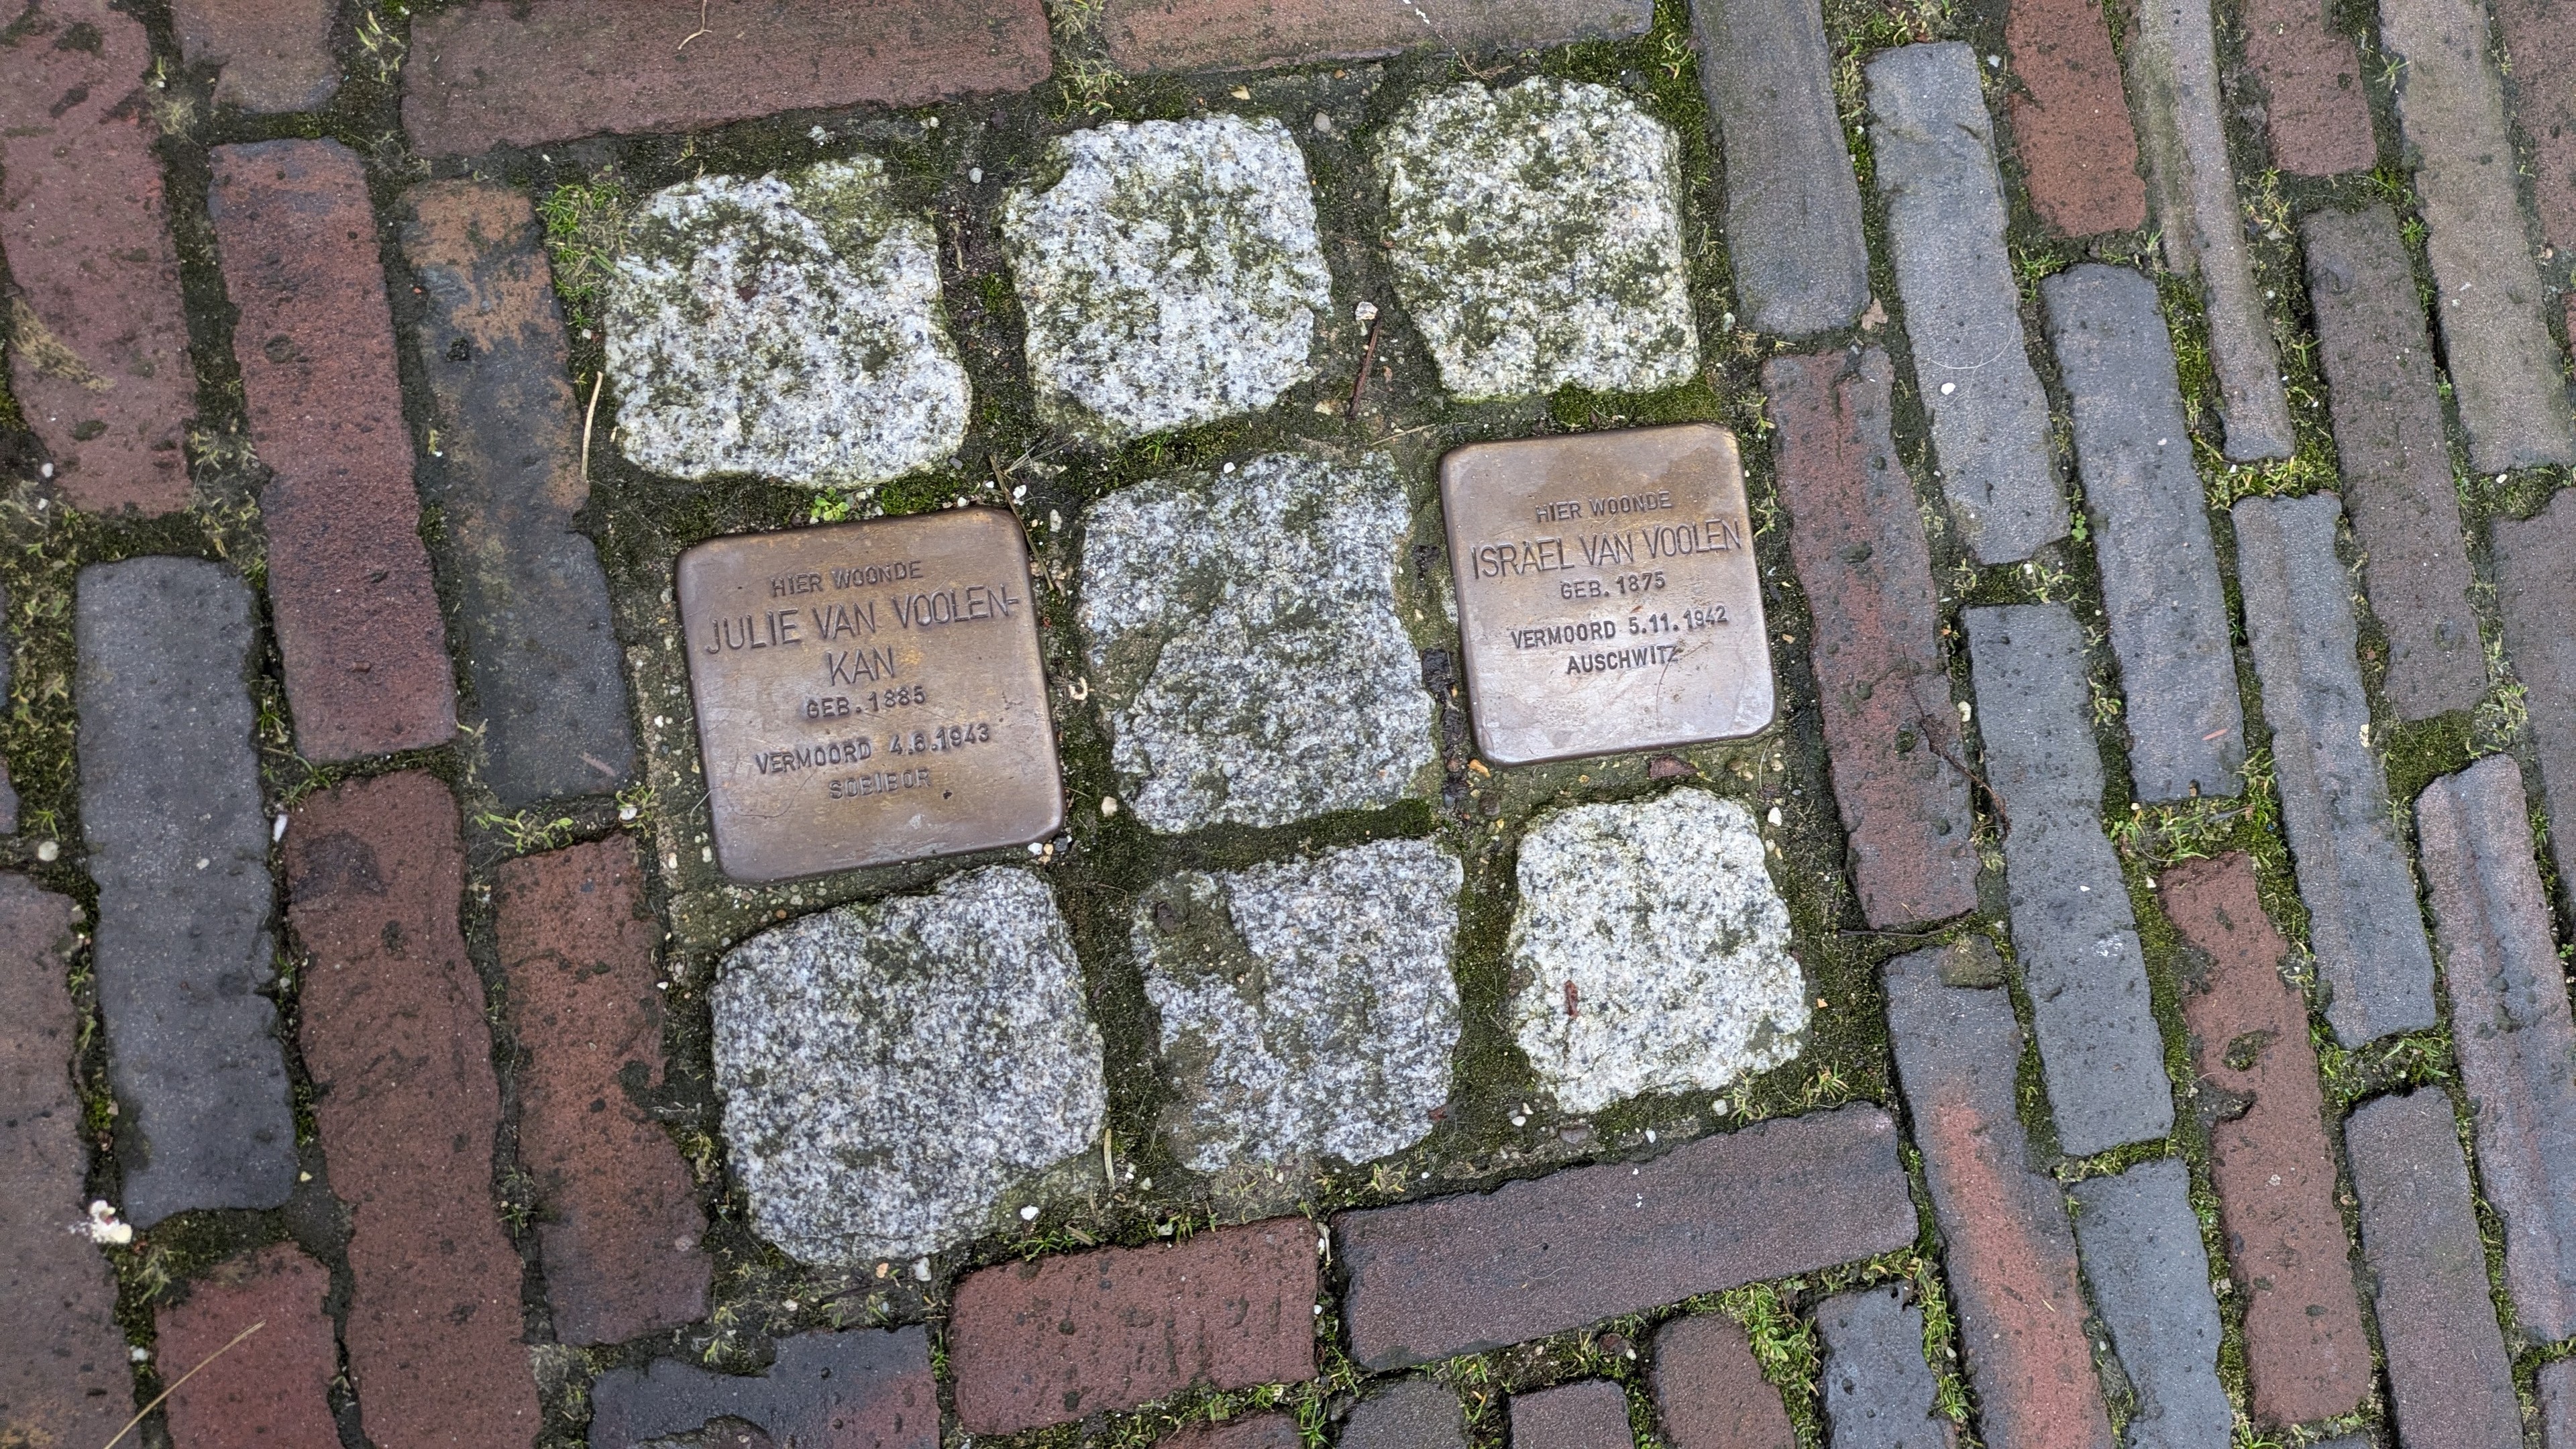 HIER WOONDE
JULIE VAN VOOLEN-
KAN
GEB. 1885
VERMOORD 4.6.1943
SOBIBOR
HIER WOONDE
ISRAEL VAN VOOLEN
GEB. 1875
VERMOORD 5.11.1942
AUSCHWITZ